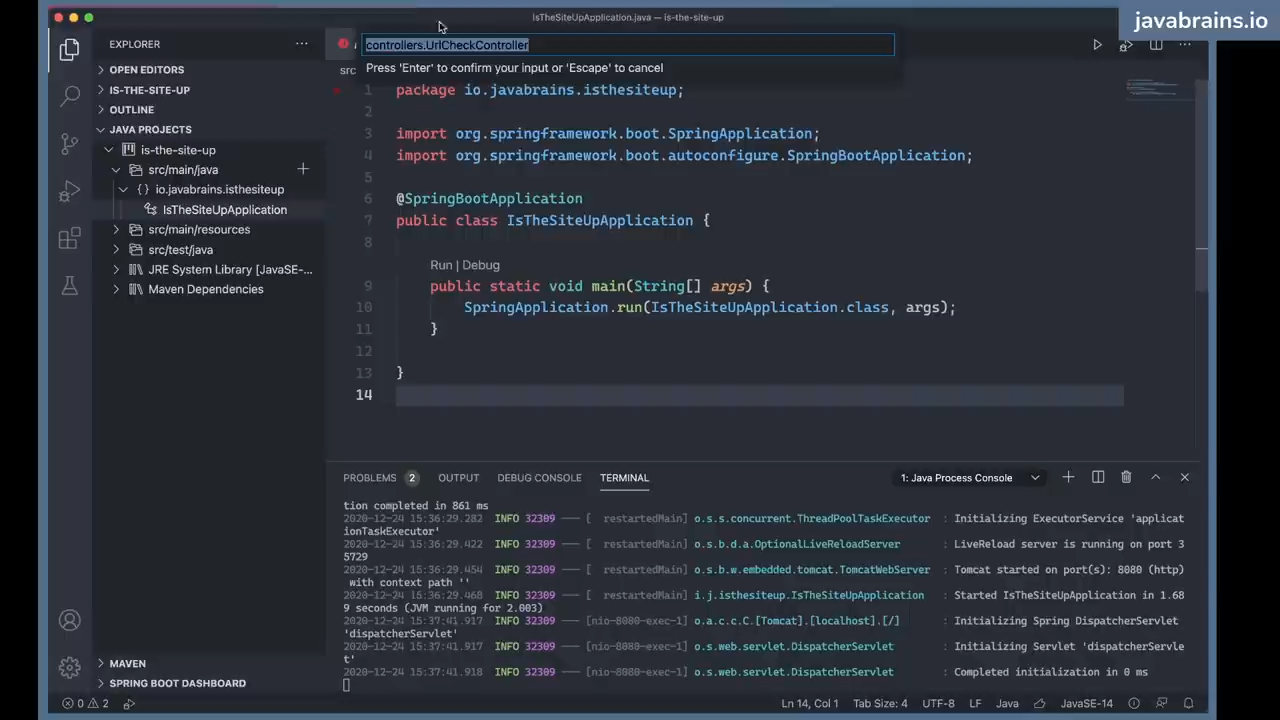 IsTheSiteUpApplication.java — is-the-site-up
javabrains.io
EXPLORER
controllers.UrlCheckController
Press 'Enter' to confirm your input or 'Escape' to cancel
OPEN EDITORS
IS-THE-SITE-UP
OUTLINE
JAVA PROJECTS
is-the-site-up
src/main/java
{} io.javabrains.isthesiteup
IsTheSiteUpApplication
src/main/resources
src/test/java
JRE System Library [JavaSE-...
Maven Dependencies
MAVEN
SPRING BOOT DASHBOARD
src
1 package io.javabrains.isthesiteup;
2
3 import org.springframework.boot.SpringApplication;
4 import org.springframework.boot.autoconfigure.SpringBootApplication;
5
6 @SpringBootApplication
7 public class IsTheSiteUpApplication {
8
Run | Debug
9 public static void main(String[] args) {
10 SpringApplication.run(IsTheSiteUpApplication.class, args);
11 }
12
13 }
14
PROBLEMS 2 OUTPUT DEBUG CONSOLE TERMINAL 1: Java Process Console
tion completed in 861 ms
2020-12-24 15:36:29.282 INFO 32309 --- [ restartedMain] o.s.s.concurrent.ThreadPoolTaskExecutor : Initializing ExecutorService 'applicat
ionTaskExecutor'
2020-12-24 15:36:29.422 INFO 32309 --- [ restartedMain] o.s.b.d.a.OptionalLiveReloadServer : LiveReload server is running on port 3
5729
2020-12-24 15:36:29.454 INFO 32309 --- [ restartedMain] o.s.b.w.embedded.tomcat.TomcatWebServer : Tomcat started on port(s): 8080 (http)
with context path ''
2020-12-24 15:36:29.468 INFO 32309 --- [ restartedMain] i.j.isthesiteup.IsTheSiteUpApplication : Started IsTheSiteUpApplication in 1.68
9 seconds (JVM running for 2.003)
2020-12-24 15:37:41.917 INFO 32309 --- [nio-8080-exec-1] o.a.c.c.C.[Tomcat].[localhost].[/] : Initializing Spring DispatcherServlet
'dispatcherServlet'
2020-12-24 15:37:41.917 INFO 32309 --- [nio-8080-exec-1] o.s.web.servlet.DispatcherServlet : Initializing Servlet 'dispatcherServle
t'
2020-12-24 15:37:41.918 INFO 32309 --- [nio-8080-exec-1] o.s.web.servlet.DispatcherServlet : Completed initialization in 0 ms
0 2 Ln 14, Col 1 Tab Size: 4 UTF-8 LF Java JavaSE-14